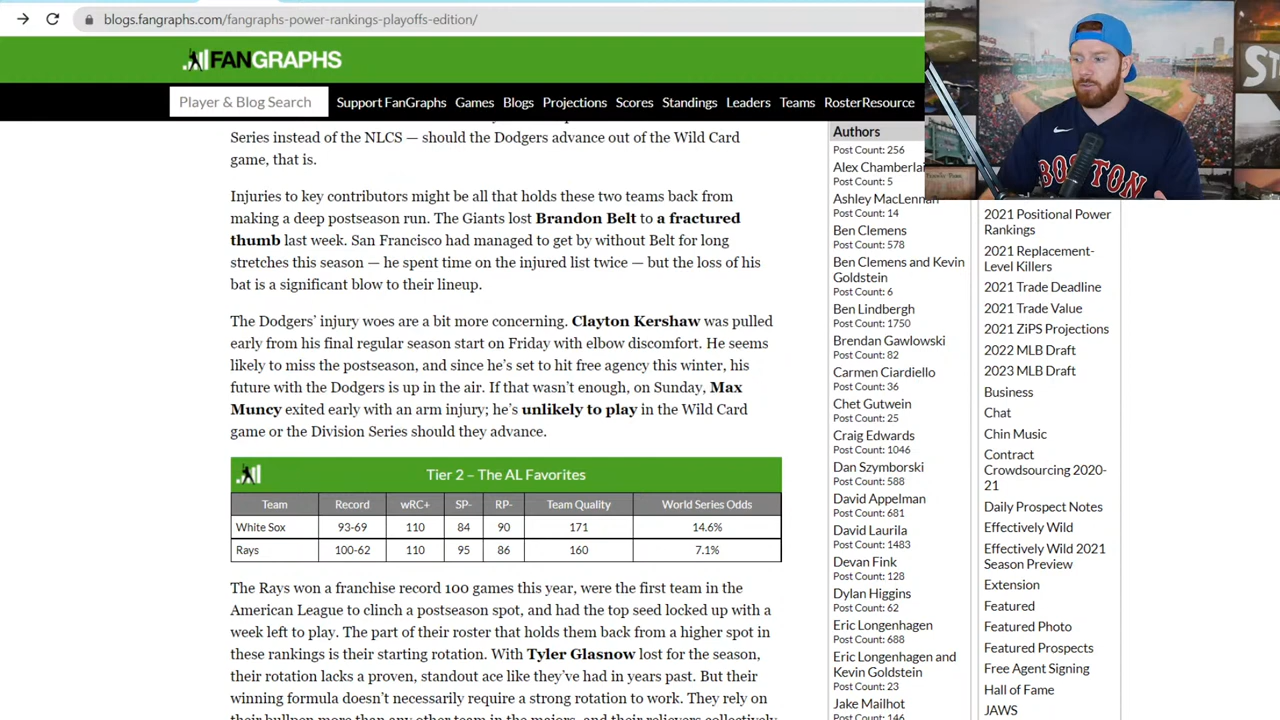 blogs.fangraphs.com/fangraphs-power-rankings-playoffs-edition/
FANGRAPHS
Player & Blog Search
Support FanGraphs Games Blogs Projections Scores Standings Leaders Teams RosterResource
Series instead of the NLCS — should the Dodgers advance out of the Wild Card
game, that is.
Injuries to key contributors might be all that holds these two teams back from
making a deep postseason run. The Giants lost Brandon Belt to a fractured
thumb last week. San Francisco had managed to get by without Belt for long
stretches this season — he spent time on the injured list twice — but the loss of his
bat is a significant blow to their lineup.
The Dodgers’ injury woes are a bit more concerning. Clayton Kershaw was pulled
early from his final regular season start on Friday with elbow discomfort. He seems
likely to miss the postseason, and since he’s set to hit free agency this winter, his
future with the Dodgers is up in the air. If that wasn’t enough, on Sunday, Max
Muncy exited early with an arm injury; he’s unlikely to play in the Wild Card
game or the Division Series should they advance.
Tier 2 – The AL Favorites
Team Record wRC+ SP- RP- Team Quality World Series Odds
White Sox 93-69 110 84 90 171 14.6%
Rays 100-62 110 95 86 160 7.1%
The Rays won a franchise record 100 games this year, were the first team in the
American League to clinch a postseason spot, and had the top seed locked up with a
week left to play. The part of their roster that holds them back from a higher spot in
these rankings is their starting rotation. With Tyler Glasnow lost for the season,
their rotation lacks a proven, standout ace like they’ve had in years past. But their
winning formula doesn’t necessarily require a strong rotation to work. They rely on
their bullpen more than any other team in the majors, and their relievers collectively
Authors
Post Count: 256
Alex Chamberlai
Post Count: 5
Ashley MacLennan
Post Count: 14
Ben Clemens
Post Count: 578
Ben Clemens and Kevin
Goldstein
Post Count: 6
Ben Lindbergh
Post Count: 1750
Brendan Gawlowski
Post Count: 82
Carmen Ciardiello
Post Count: 36
Chet Gutwein
Post Count: 25
Craig Edwards
Post Count: 1046
Dan Szymborski
Post Count: 588
David Appelman
Post Count: 681
David Laurila
Post Count: 1483
Devan Fink
Post Count: 128
Dylan Higgins
Post Count: 62
Eric Longenhagen
Post Count: 688
Eric Longenhagen and
Kevin Goldstein
Post Count: 23
Jake Mailhot
Post Count: 146
2021 Positional Power
Rankings
2021 Replacement-
Level Killers
2021 Trade Deadline
2021 Trade Value
2021 ZiPS Projections
2022 MLB Draft
2023 MLB Draft
Business
Chat
Chin Music
Contract
Crowdsourcing 2020-
21
Daily Prospect Notes
Effectively Wild
Effectively Wild 2021
Season Preview
Extension
Featured
Featured Photo
Featured Prospects
Free Agent Signing
Hall of Fame
JAWS
BOSTON
ST